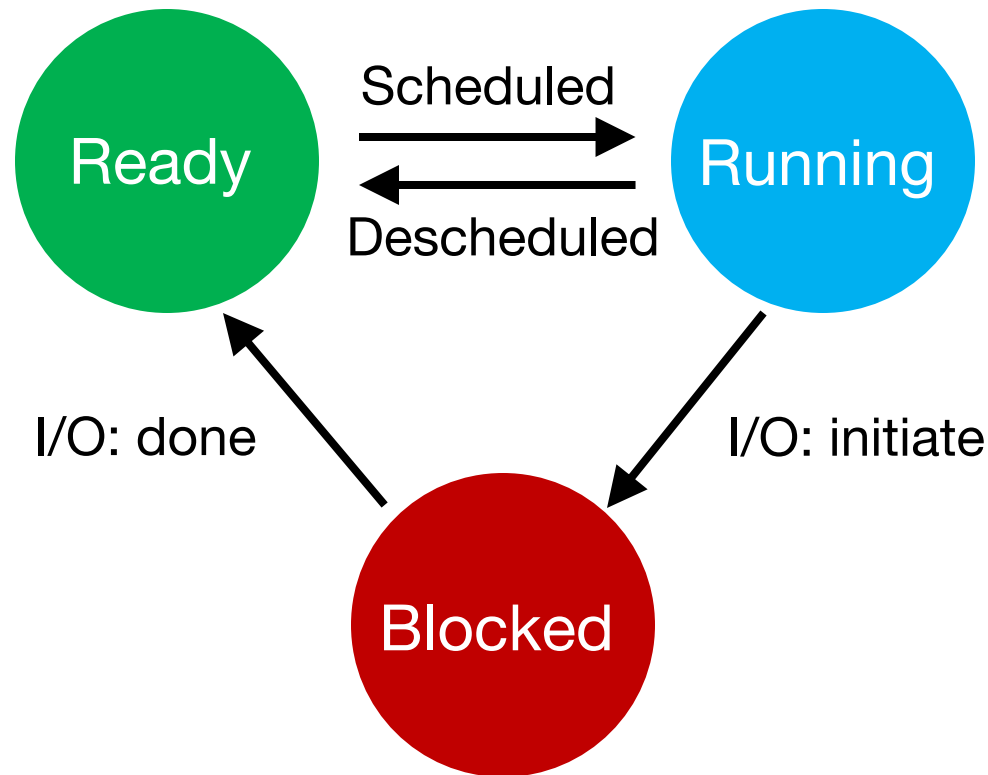 Scheduled
Ready
Running
Descheduled
I/O: done
I/O: initiate
Blocked